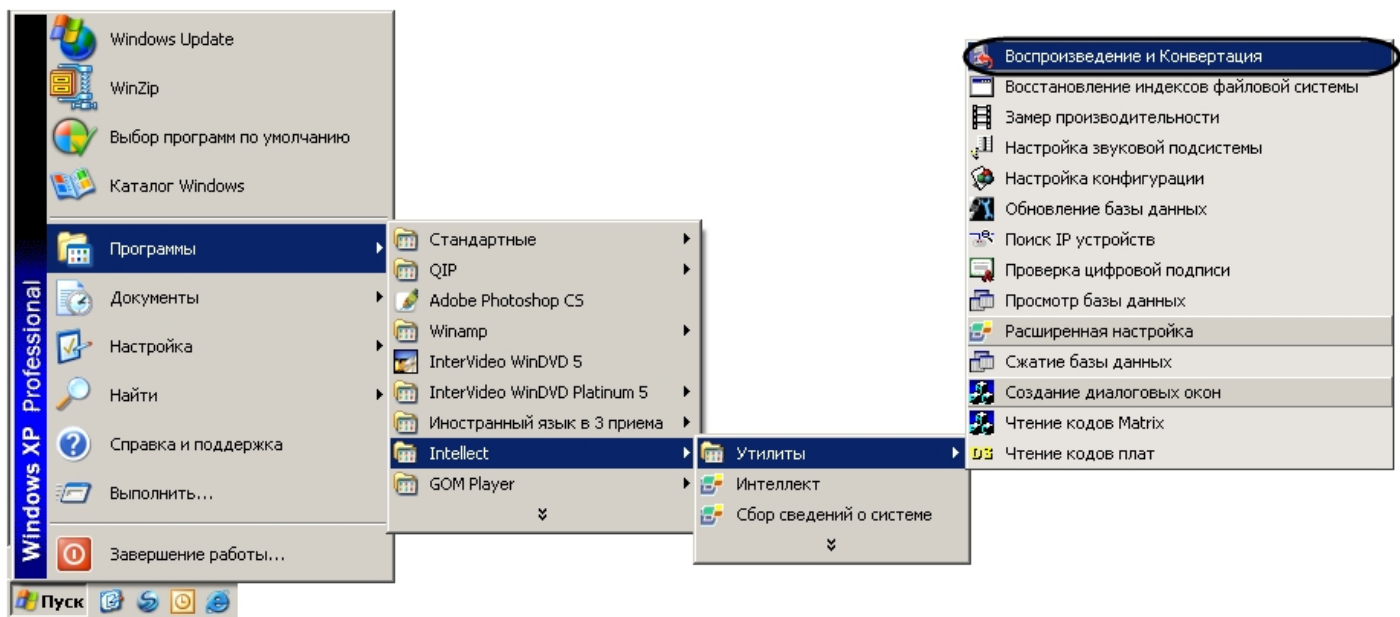 Windows Update
WinZip
Выбор программ по умолчанию
Каталог Windows
Программы
Документы
Настройка
Найти
Справка и поддержка
Выполнить...
Завершение работы...
Windows XP Professional
Пуск
Стандартные
QIP
Adobe Photoshop CS
Winamp
InterVideo WinDVD 5
InterVideo WinDVD Platinum 5
Иностранный язык в 3 приема
Intellect
GOM Player
Утилиты
Интеллект
Сбор сведений о системе
Воспроизведение и Конвертация
Восстановление индексов файловой системы
Замер производительности
Настройка звуковой подсистемы
Настройка конфигурации
Обновление базы данных
Поиск IP устройств
Проверка цифровой подписи
Просмотр базы данных
Расширенная настройка
Сжатие базы данных
Создание диалоговых окон
Чтение кодов Matrix
Чтение кодов плат